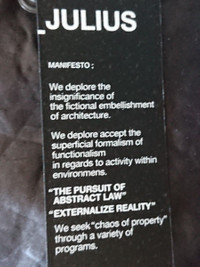 _JULIUS
MANIFESTO ;
We deplore the
insignificance of
the fictional embellishment
of architecture.
We deplore accept the
superficial formalism of
functionalism
in regards to activity within
environmens.
“THE PURSUIT OF
ABSTRACT LAW”
“EXTERNALIZE REALITY”
We seek “chaos of property”
through a variety of
programs.